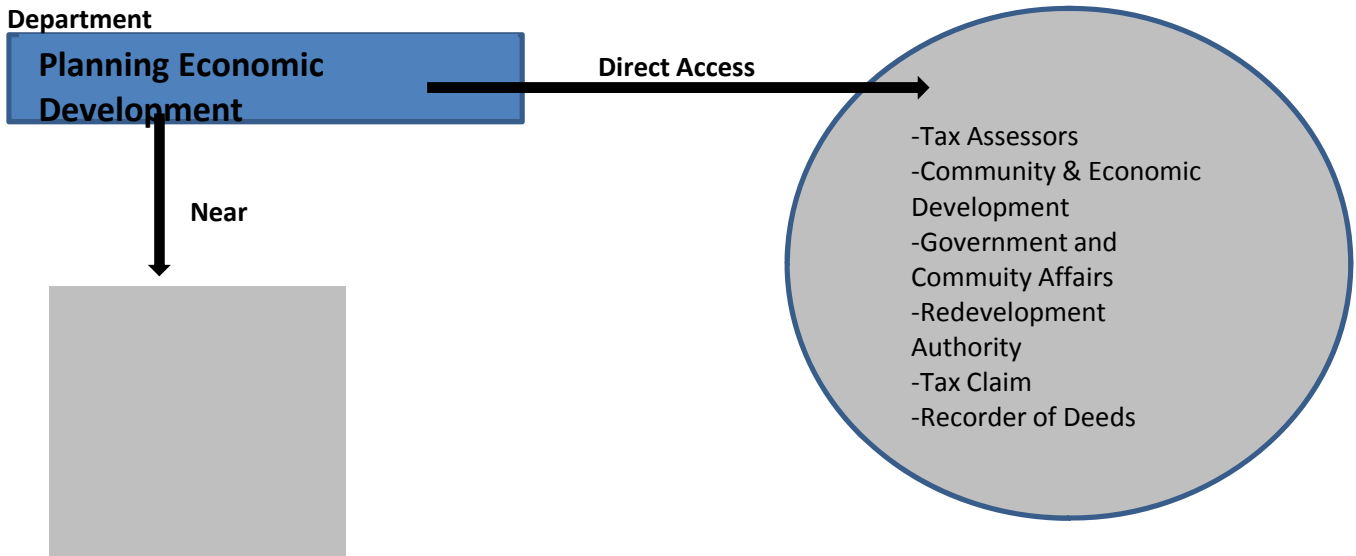 Department
Planning Economic
Development
Direct Access
Near
-Tax Assessors
-Community & Economic
Development
-Government and
Commuity Affairs
-Redevelopment
Authority
-Tax Claim
-Recorder of Deeds